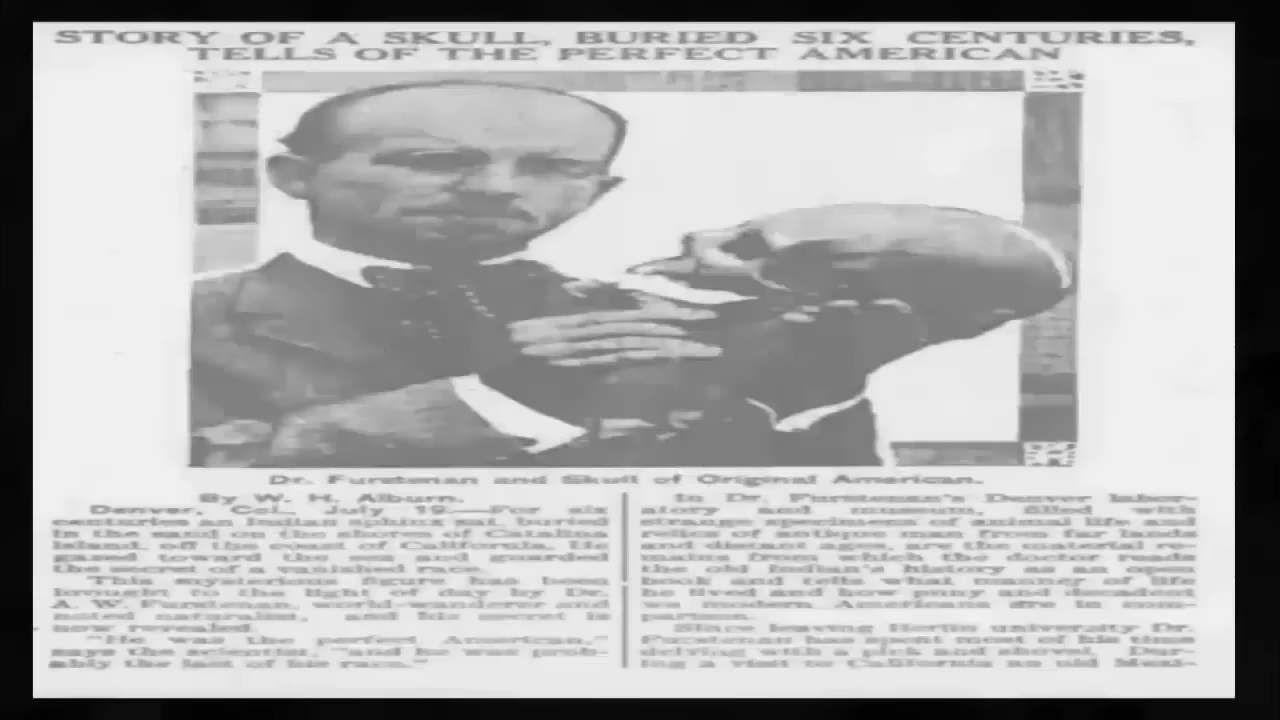 STORY OF A SKULL, BURIED SIX CENTURIES,
TELLS OF THE PERFECT AMERICAN
Dr. Furstenan and Skull of Original American.
By W. H. Alburn.
Denver, Col., July 19.—For six
centuries an Indian sphinx sat, buried
in the sand on the shores of Catalina
island, off the coast of California. He
gazed toward the sea and guarded
the secret of a vanished race.
This mysterious figure has been
brought to the light of day by Dr.
A. W. Furstenan, world-wanderer and
noted naturalist, and his secret is
now revealed.
"He was the perfect American,"
says the scientist, "and he was prob-
ably the last of his race."
In Dr. Furstenan's Denver labor-
atory and museum, filled with
strange specimens of animal life and
relics of antique man from far lands
and distant ages, are the material re-
mains from which the doctor reads
the old Indian's history as an open
book and tells what manner of life
he lived and how puny and decadent
we modern Americans are in com-
parison.
Since leaving Berlin university Dr.
Furstenan has spent most of his time
delving with a pick and shovel. Dur-
ing a visit to California an old Mexi-